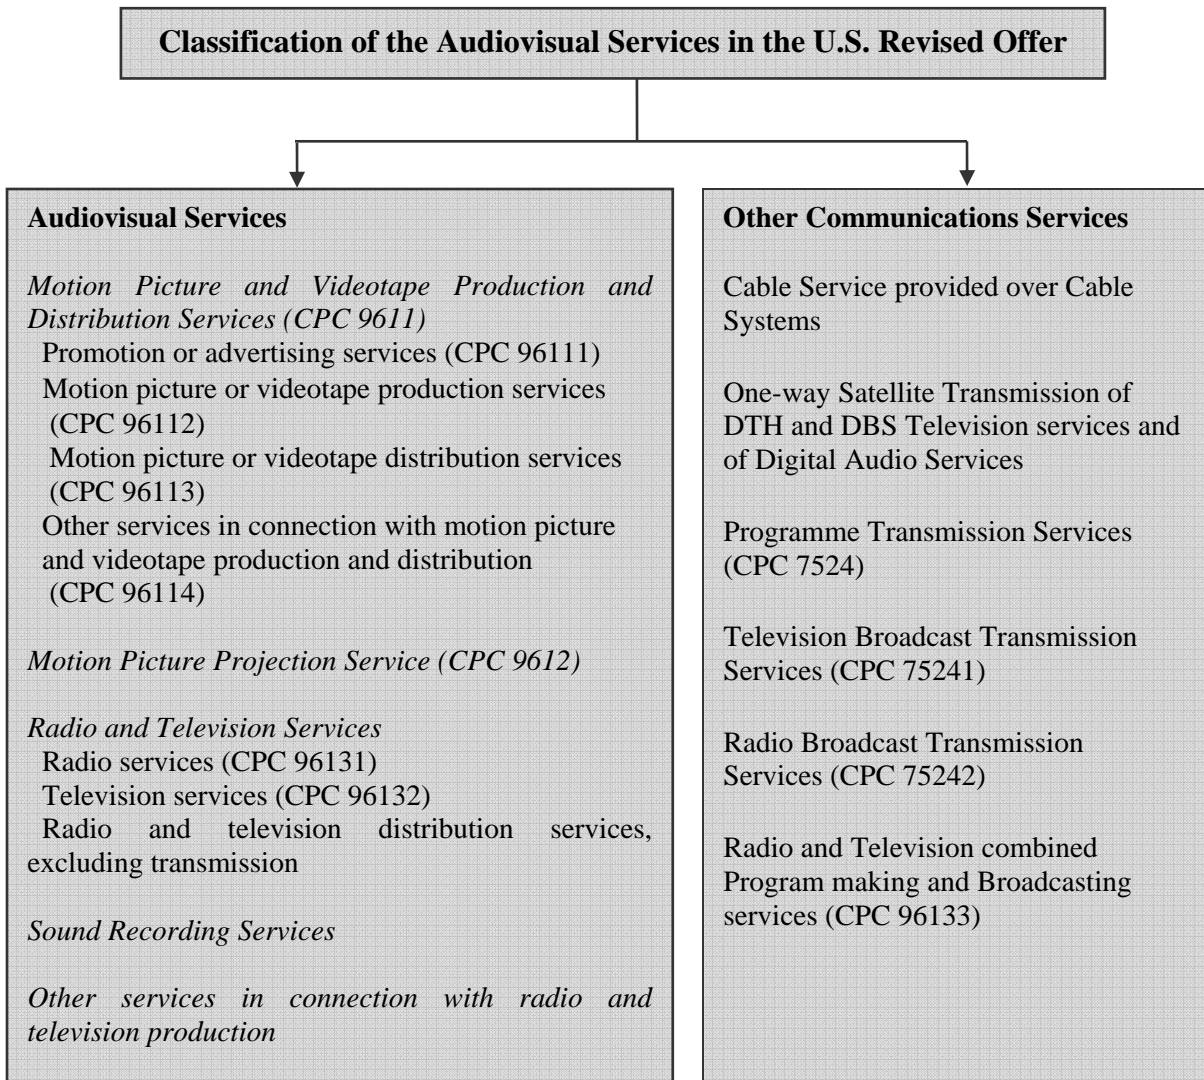 Classification of the Audiovisual Services in the U.S. Revised Offer
Audiovisual Services
Motion Picture and Videotape Production and
Distribution Services (CPC 9611)
Promotion or advertising services (CPC 96111)
Motion picture or videotape production services
(CPC 96112)
Motion picture or videotape distribution services
(CPC 96113)
Other services in connection with motion picture
and videotape production and distribution
(CPC 96114)
Motion Picture Projection Service (CPC 9612)
Radio and Television Services
Radio services (CPC 96131)
Television services (CPC 96132)
Radio and television distribution services,
excluding transmission
Sound Recording Services
Other services in connection with radio and
television production
Other Communications Services
Cable Service provided over Cable
Systems
One-way Satellite Transmission of
DTH and DBS Television services and
of Digital Audio Services
Programme Transmission Services
(CPC 7524)
Television Broadcast Transmission
Services (CPC 75241)
Radio Broadcast Transmission
Services (CPC 75242)
Radio and Television combined
Program making and Broadcasting
services (CPC 96133)